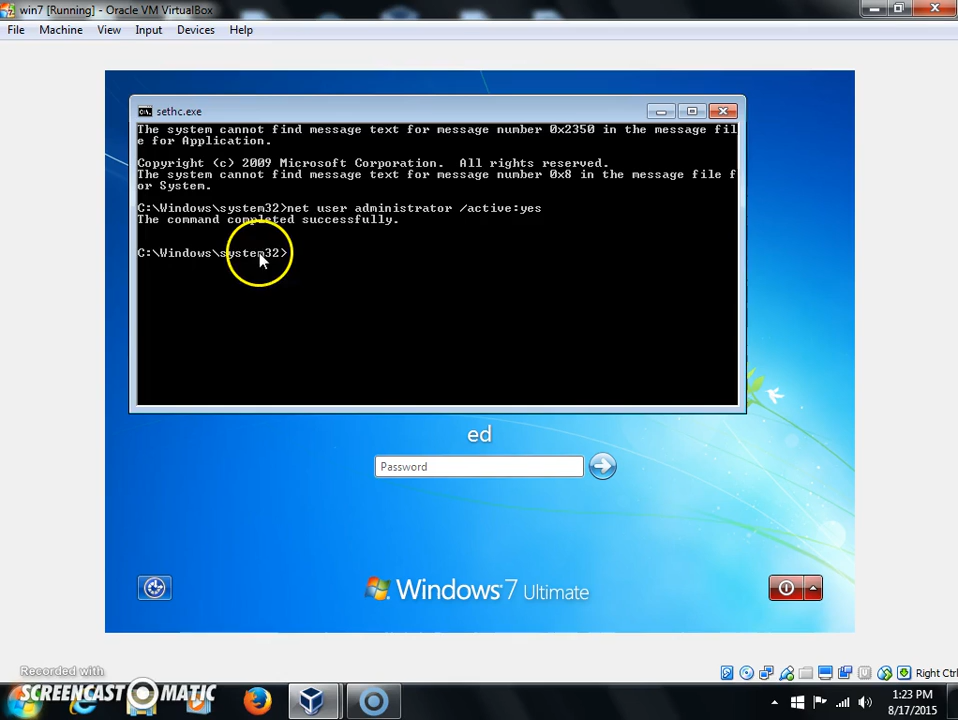 win7 [Running] - Oracle VM VirtualBox
File Machine View Input Devices Help
sethc.exe
The system cannot find message text for message number 0x2350 in the message fil
e for Application.
Copyright (c) 2009 Microsoft Corporation. All rights reserved.
The system cannot find message text for message number 0x8 in the message file f
or System.
C:\Windows\system32>net user administrator /active:yes
The command completed successfully.
C:\Windows\system32>
ed
Password
Windows 7 Ultimate
Right Ctrl
Recorded with
SCREENCAST MATIC
1:23 PM
8/17/2015